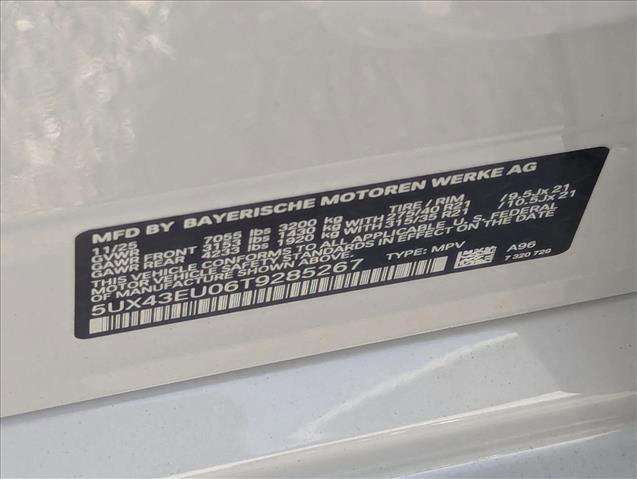 MFD BY BAYERISCHE MOTOREN WERKE AG
11/25 TIRE / RIM
GVWR 7055 lbs 3200 kg
GAWR FRONT 3153 lbs 1430 kg WITH 275/40 R21 /9.5Jx21
GAWR REAR 4233 lbs 1920 kg WITH 315/35 R21 /10.5Jx21
MOTOR VEHICLE CONFORMS TO ALL APPLICABLE U.S. FEDERAL
SAFETY STANDARDS IN EFFECT ON THE DATE
OF MANUFACTURE SHOWN ABOVE.
5UX43EU06T9285267 TYPE: MPV A96
7 320 729